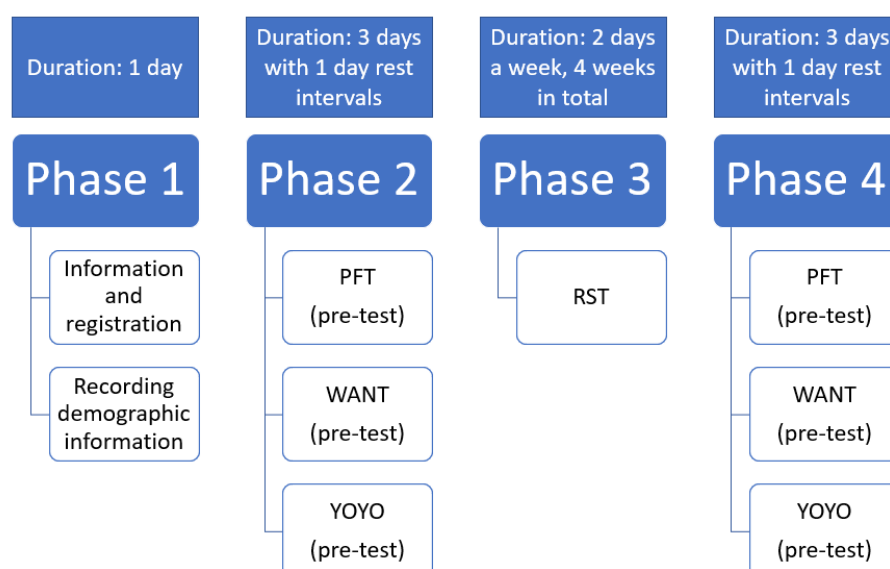 Duration: 1 day
Duration: 3 days
with 1 day rest
intervals
Duration: 2 days
a week, 4 weeks
in total
Duration: 3 days
with 1 day rest
intervals
Phase 1
Phase 2
Phase 3
Phase 4
Information
and
registration
Recording
demographic
information
PFT
(pre-test)
WANT
(pre-test)
YOYO
(pre-test)
RST
PFT
(pre-test)
WANT
(pre-test)
YOYO
(pre-test)